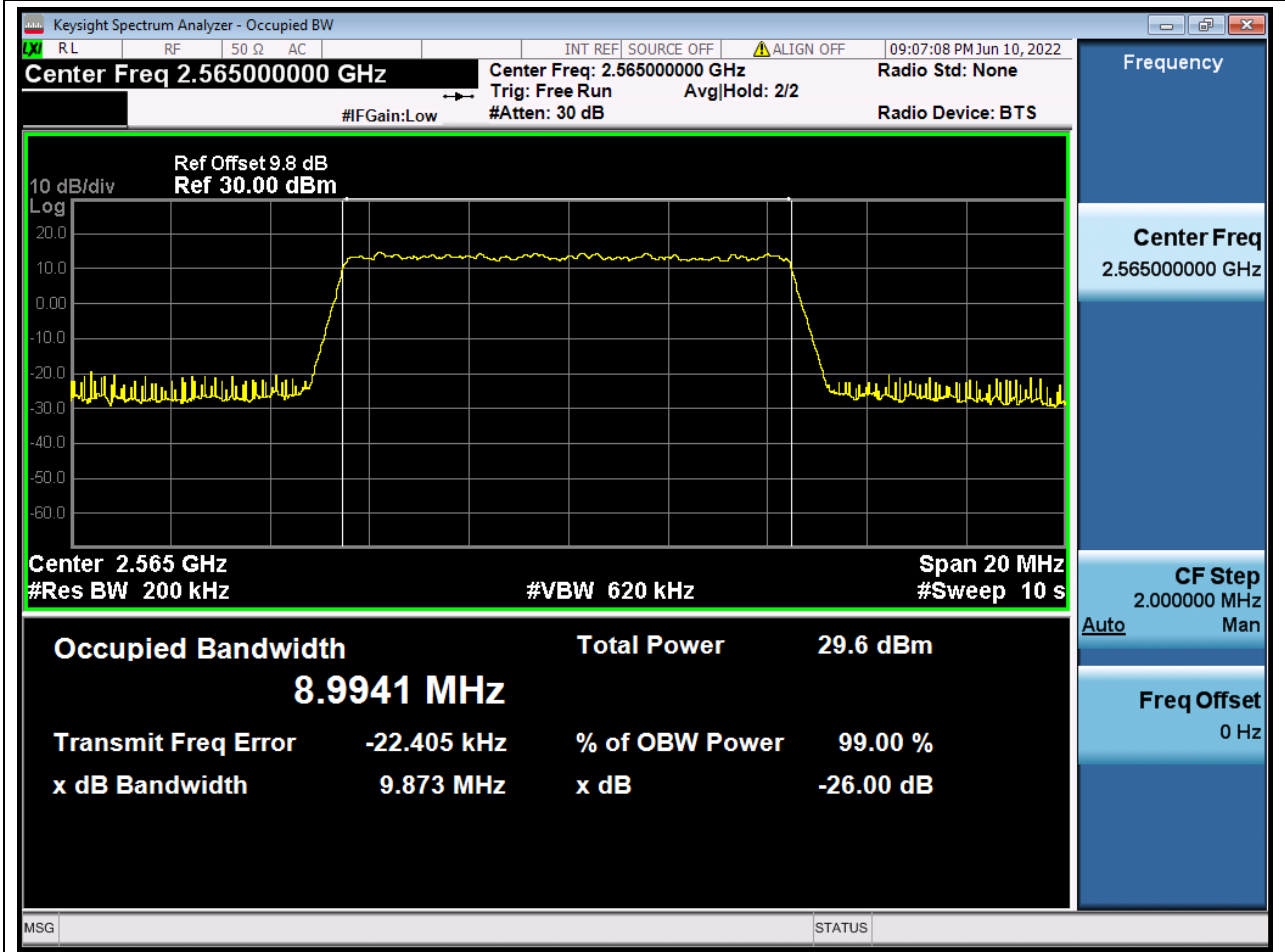 Keysight Spectrum Analyzer - Occupied BW
LXI RL RF 50 Ω AC INT REF SOURCE OFF ALIGN OFF 09:07:08 PM Jun 10, 2022
Center Freq 2.565000000 GHz
Center Freq: 2.565000000 GHz
Radio Std: None
Trig: Free Run Avg|Hold: 2/2
#IFGain:Low
#Atten: 30 dB
Radio Device: BTS
Ref Offset 9.8 dB
10 dB/div Ref 30.00 dBm
Log
20.0
10.0
0.00
-10.0
-20.0
-30.0
-40.0
-50.0
-60.0
Center 2.565 GHz Span 20 MHz
#Res BW 200 kHz #VBW 620 kHz #Sweep 10 s
Occupied Bandwidth Total Power 29.6 dBm
8.9941 MHz
Transmit Freq Error -22.405 kHz % of OBW Power 99.00 %
x dB Bandwidth 9.873 MHz x dB -26.00 dB
Frequency
Center Freq
2.565000000 GHz
CF Step
2.000000 MHz
Auto Man
Freq Offset
0 Hz
MSG STATUS